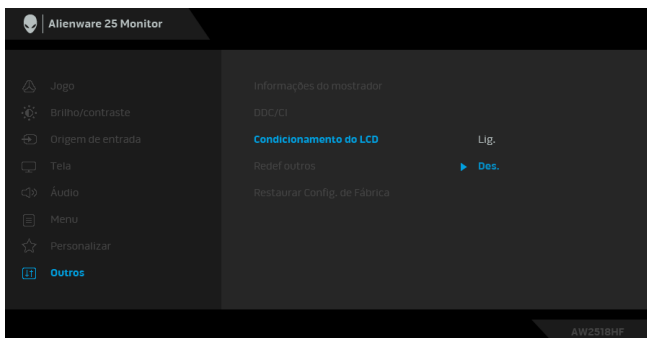 Alienware 25 Monitor
Jogo
Brilho/contraste
Origem de entrada
Tela
Áudio
Menu
Personalizar
Outros
Informações do mostrador
DDC/CI
Condicionamento do LCD Lig.
Redef outros Des.
Restaurar Config. de Fábrica
AW2518HF